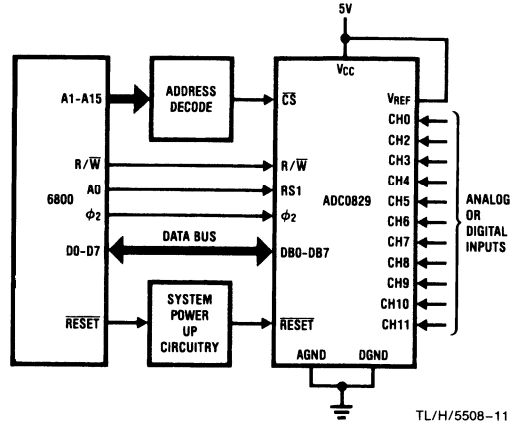 5V
VCC
A1-A15
ADDRESS
DECODE
CS
VREF
CH0
CH2
CH3
CH4
CH5
CH6
CH7
CH8
CH9
CH10
CH11
R/W
R/W
6800
A0
RS1
ADC0829
ϕ2
ϕ2
DATA BUS
D0-D7
DB0-DB7
ANALOG
OR
DIGITAL
INPUTS
SYSTEM
POWER
UP
CIRCUITRY
RESET
RESET
AGND
DGND
TL/H/5508-11